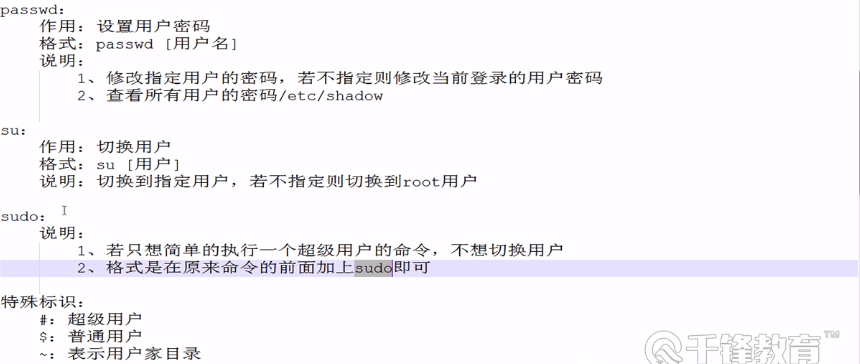 passwd:
作用: 设置用户密码
格式: passwd [用户名]
说明:
1、修改指定用户的密码, 若不指定则修改当前登录的用户密码
2、查看所有用户的密码/etc/shadow
su:
作用: 切换用户
格式: su [用户]
说明: 切换到指定用户, 若不指定则切换到root用户
sudo:
说明:
1、若只想简单的执行一个超级用户的命令, 不想切换用户
2、格式是在原来命令的前面加上sudo即可
特殊标识:
#: 超级用户
$: 普通用户
~: 表示用户家目录
千锋教育™